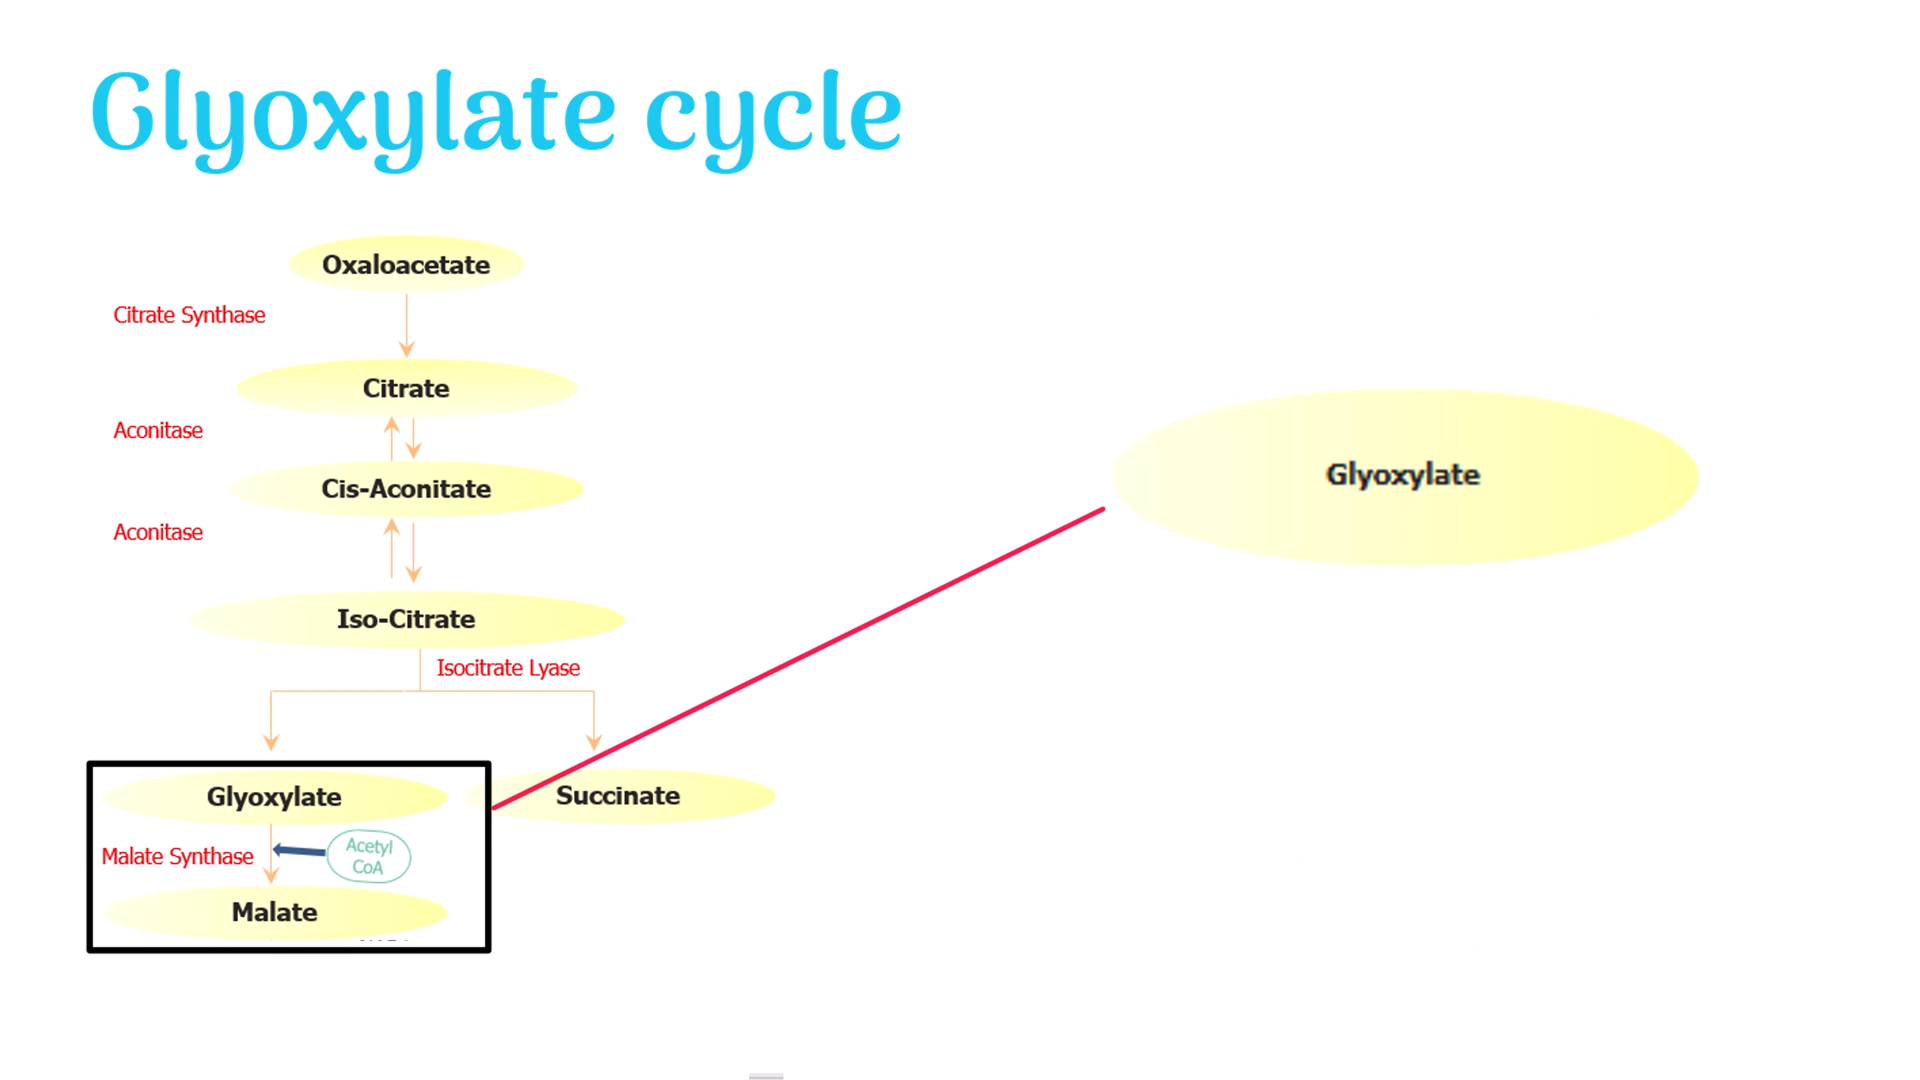 Glyoxylate cycle
Oxaloacetate
Citrate Synthase
Citrate
Aconitase
Cis-Aconitate
Aconitase
Iso-Citrate
Isocitrate Lyase
Glyoxylate
Succinate
Malate Synthase
Acetyl
CoA
Malate
Glyoxylate